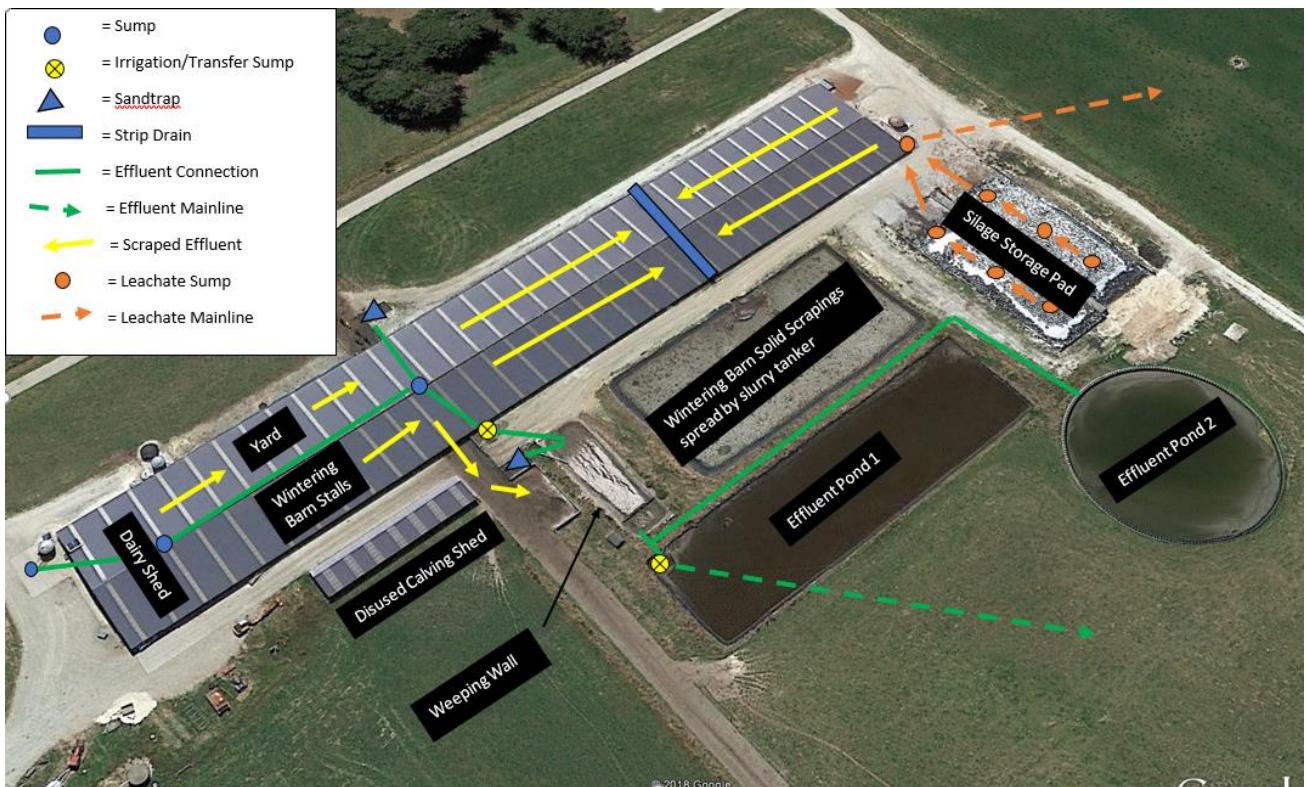 = Sump
= Irrigation/Transfer Sump
= Sandtrap
= Strip Drain
= Effluent Connection
= Effluent Mainline
= Scraped Effluent
= Leachate Sump
= Leachate Mainline
Silage Storage Pad
Wintering Barn Solid Scrapings
spread by slurry tanker
Yard
Wintering
Barn Stalls
Dairy Shed
Effluent Pond 1
Effluent Pond 2
Disused Calving Shed
Weeping Wall
© 2018 Google